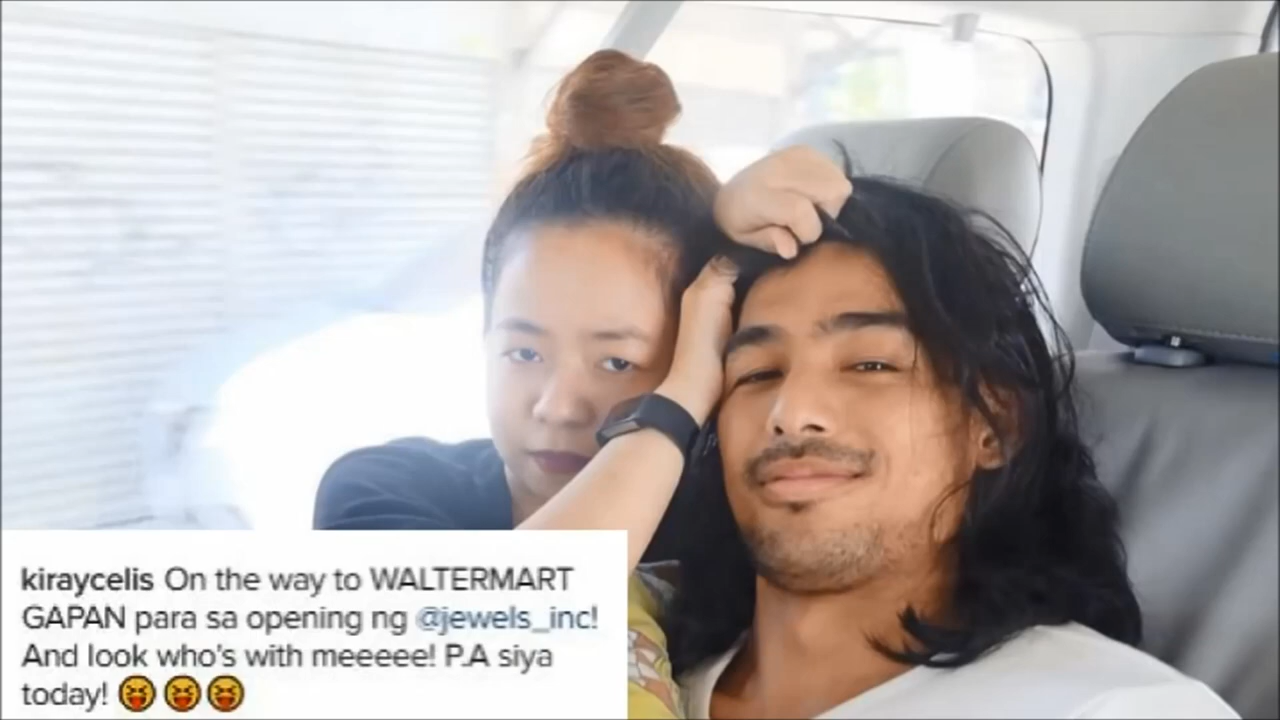 kiraycelis On the way to WALTERMART
GAPAN para sa opening ng @jewels_inc!
And look who's with meeeee! P.A siya
today! 😝😝😝